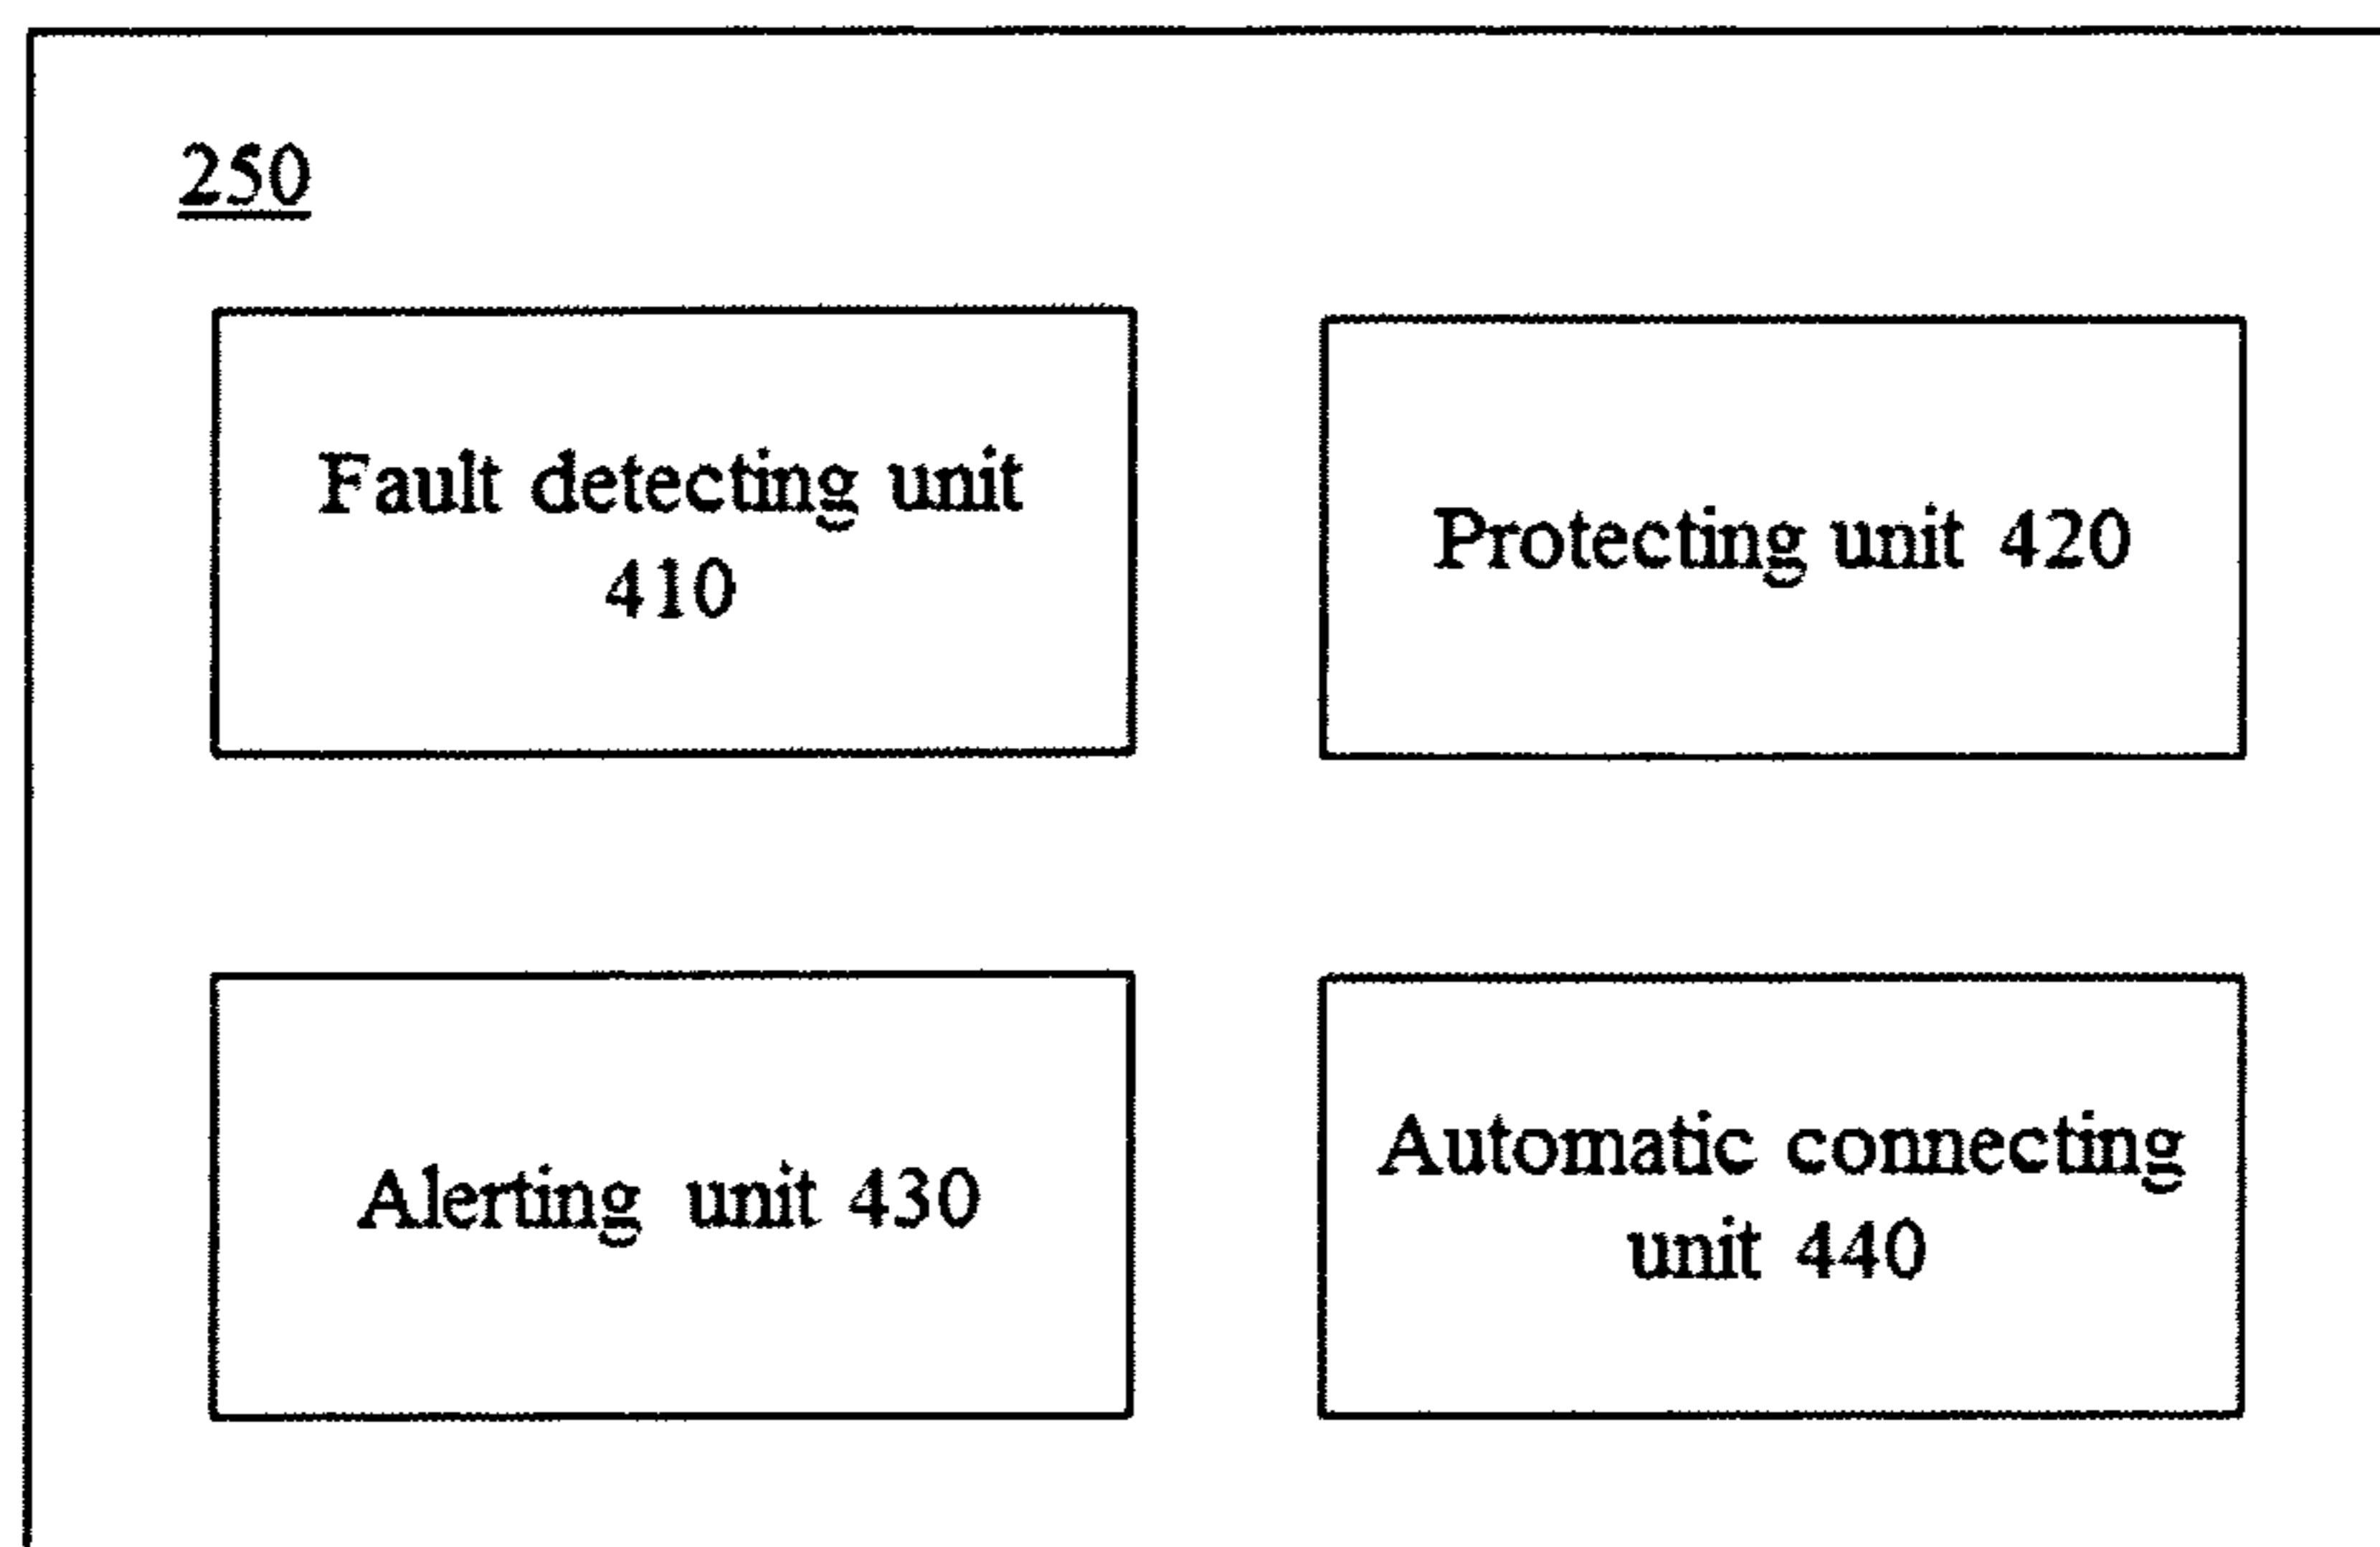 250
Fault detecting unit
410
Protecting unit 420
Alerting unit 430
Automatic connecting
unit 440